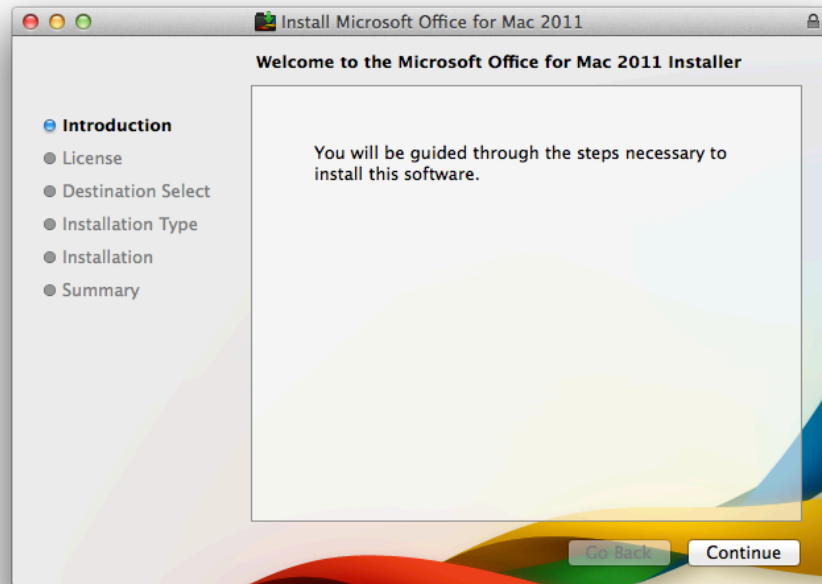 Install Microsoft Office for Mac 2011
Welcome to the Microsoft Office for Mac 2011 Installer
Introduction
License
Destination Select
Installation Type
Installation
Summary
You will be guided through the steps necessary to
install this software.
Go Back
Continue